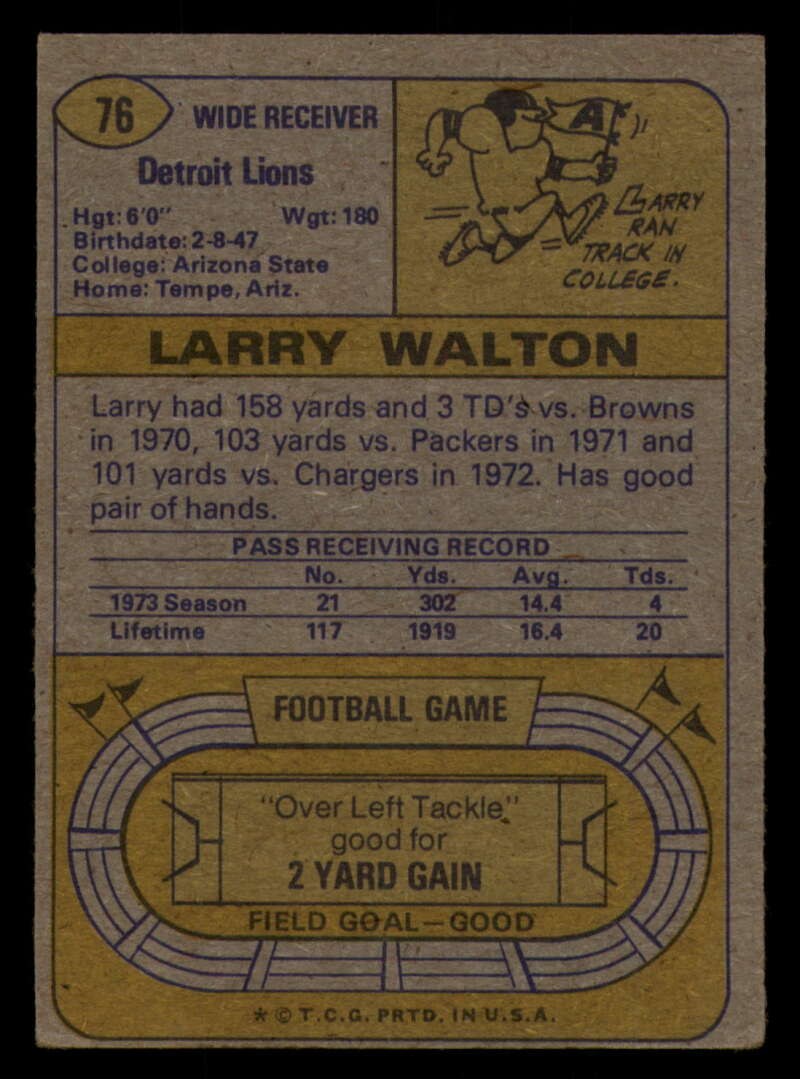 76
WIDE RECEIVER
Detroit Lions
Hgt: 6'0" Wgt: 180
Birthdate: 2-8-47
College: Arizona State
Home: Tempe, Ariz.
A
LARRY
RAN
TRACK IN
COLLEGE.
LARRY WALTON
Larry had 158 yards and 3 TD's vs. Browns
in 1970, 103 yards vs. Packers in 1971 and
101 yards vs. Chargers in 1972. Has good
pair of hands.
PASS RECEIVING RECORD
No. Yds. Avg. Tds.
1973 Season 21 302 14.4 4
Lifetime 117 1919 16.4 20
FOOTBALL GAME
"Over Left Tackle"
good for
2 YARD GAIN
FIELD GOAL—GOOD
* © T.C.G. PRTD. IN U.S.A.